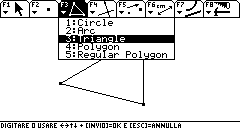 F1 F2 F3 F4 F5 F6 F7 F8
cm
1:Circle
2:Arc
3:Triangle
4:Polygon
5:Regular Polygon
DIGITARE O USARE ←→↑↓ + [INVIO]=OK E [ESC]=ANNULLA